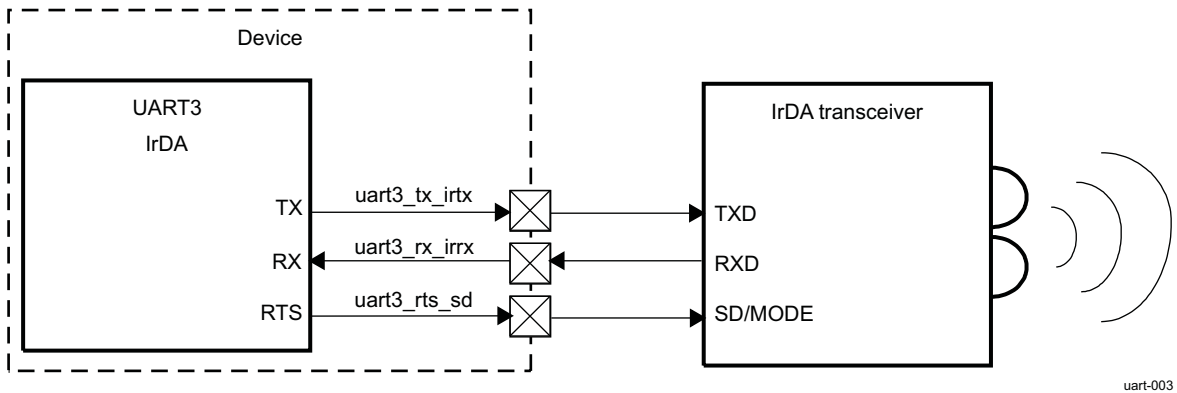 Device
UART3
IrDA
IrDA transceiver
TX
uart3_tx_irtx
TXD
RX
uart3_rx_irrx
RXD
RTS
uart3_rts_sd
SD/MODE
uart-003